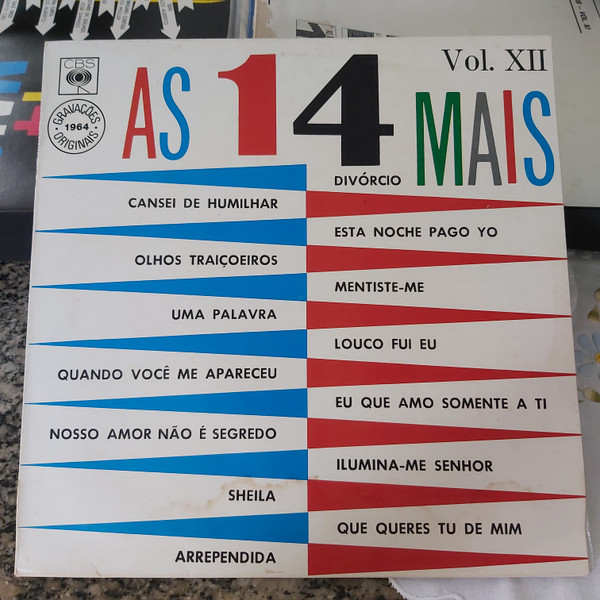 CBS
GRAVAÇÕES
1964
ORIGINAIS
AS 14 MAIS
Vol. XII
DIVÓRCIO
CANSEI DE HUMILHAR
ESTA NOCHE PAGO YO
OLHOS TRAIÇOEIROS
MENTISTE-ME
UMA PALAVRA
LOUCO FUI EU
QUANDO VOCÊ ME APARECEU
EU QUE AMO SOMENTE A TI
NOSSO AMOR NÃO É SEGREDO
ILUMINA-ME SENHOR
SHEILA
QUE QUERES TU DE MIM
ARREPENDIDA